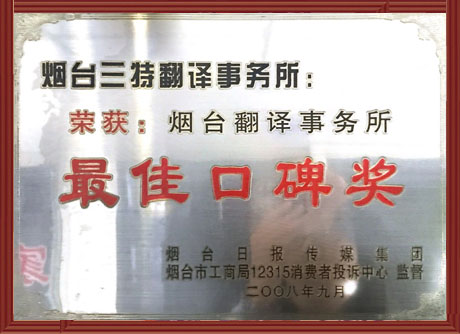 烟台三特翻译事务所：
荣获：烟台翻译事务所
最佳口碑奖
烟台日报传媒集团
烟台市工商局12315消费者投诉中心 监督
二〇〇八年九月